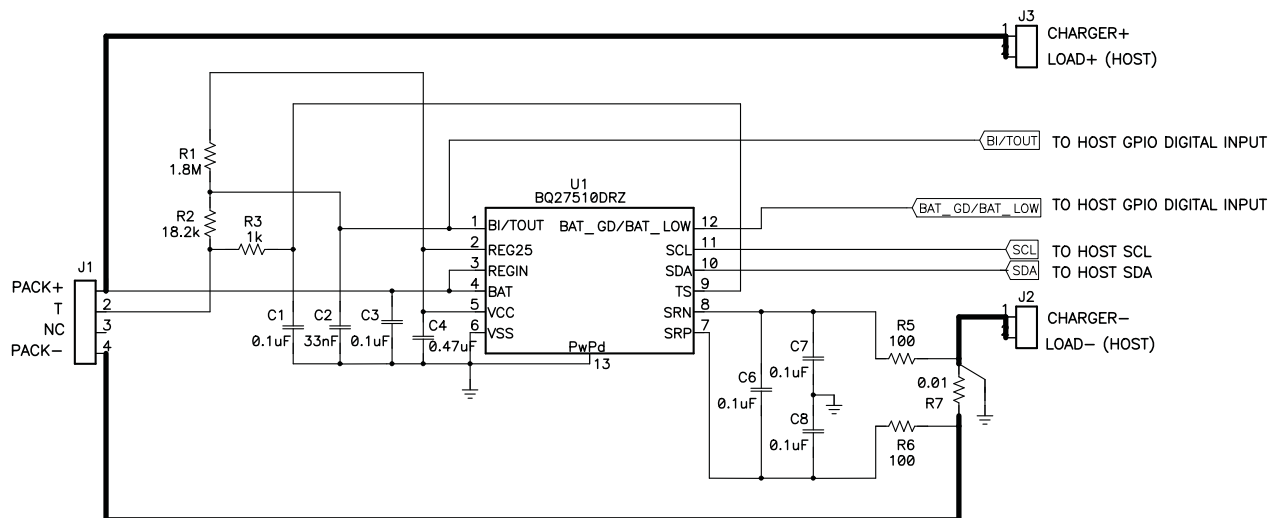 J3
1
CHARGER+
LOAD+ (HOST)
BI/TOUT TO HOST GPIO DIGITAL INPUT
R1
1.8M
U1
BQ27510DRZ
BAT_GD/BAT_LOW TO HOST GPIO DIGITAL INPUT
R2
18.2k
R3
1k
1 BI/TOUT BAT_GD/BAT_LOW 12
2 REG25 SCL 11 SCL TO HOST SCL
3 REGIN SDA 10 SDA TO HOST SDA
4 BAT TS 9
5 VCC SRN 8
6 VSS SRP 7
PwPd
13
J1
PACK+
T 2
NC 3
PACK- 4
C1
0.1uF
C2
33nF
C3
0.1uF
C4
0.47uF
J2
1
CHARGER-
LOAD- (HOST)
R5
100
C7
0.1uF
C6
0.1uF
0.01
R7
C8
0.1uF
R6
100